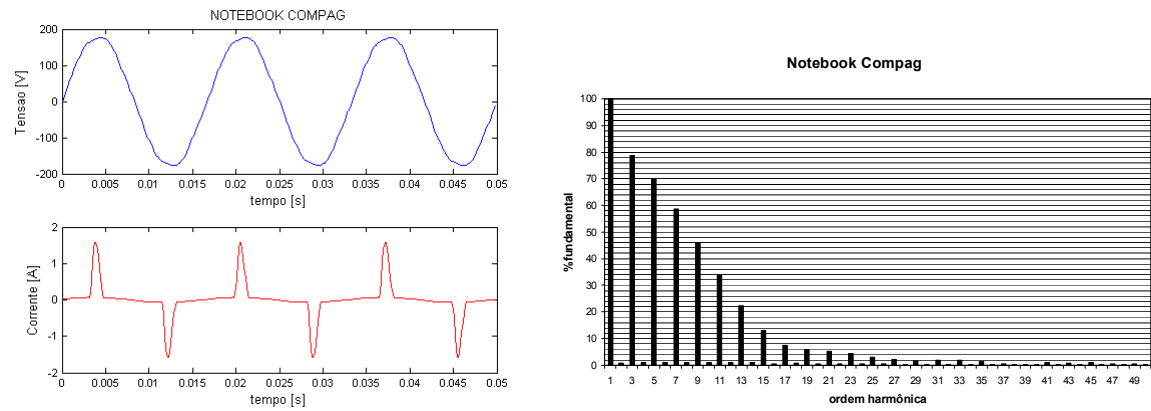 NOTEBOOK COMPAG
Tensao [V]
200
100
0
-100
-200
0 0.005 0.01 0.015 0.02 0.025 0.03 0.035 0.04 0.045 0.05
tempo [s]
Corrente [A]
2
1
0
-1
-2
0 0.005 0.01 0.015 0.02 0.025 0.03 0.035 0.04 0.045 0.05
tempo [s]
Notebook Compag
%fundamental
100
90
80
70
60
50
40
30
20
10
0
1 3 5 7 9 11 13 15 17 19 21 23 25 27 29 31 33 35 37 39 41 43 45 47 49
ordem harmônica